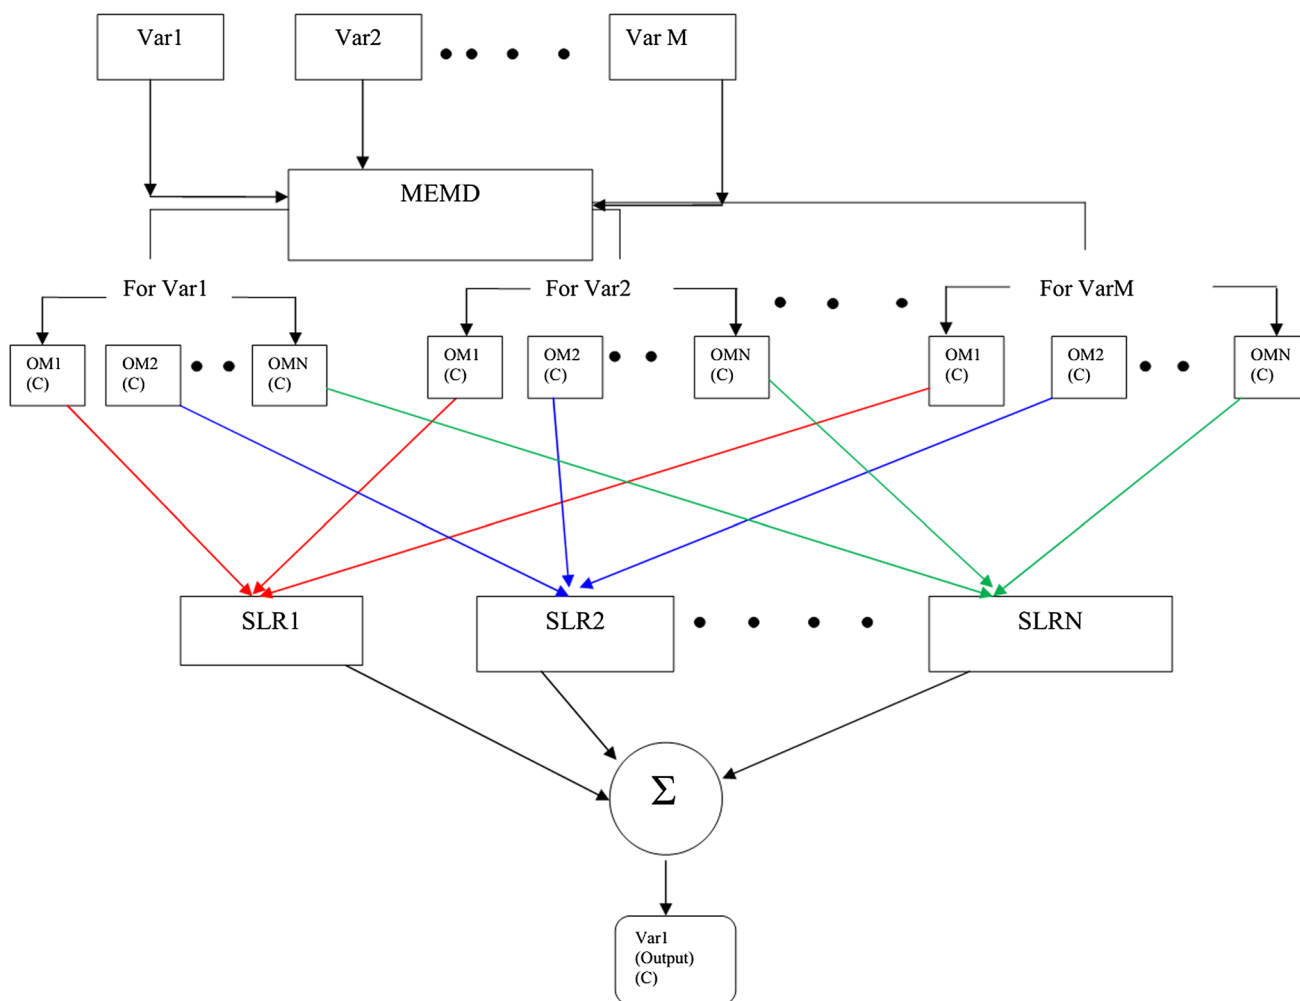 Var1
Var2
Var M
MEMD
For Var1
For Var2
For VarM
OM1
(C)
OM2
(C)
OMN
(C)
OM1
(C)
OM2
(C)
OMN
(C)
OM1
(C)
OM2
(C)
OMN
(C)
SLR1
SLR2
SLRN
Σ
Var1
(Output)
(C)